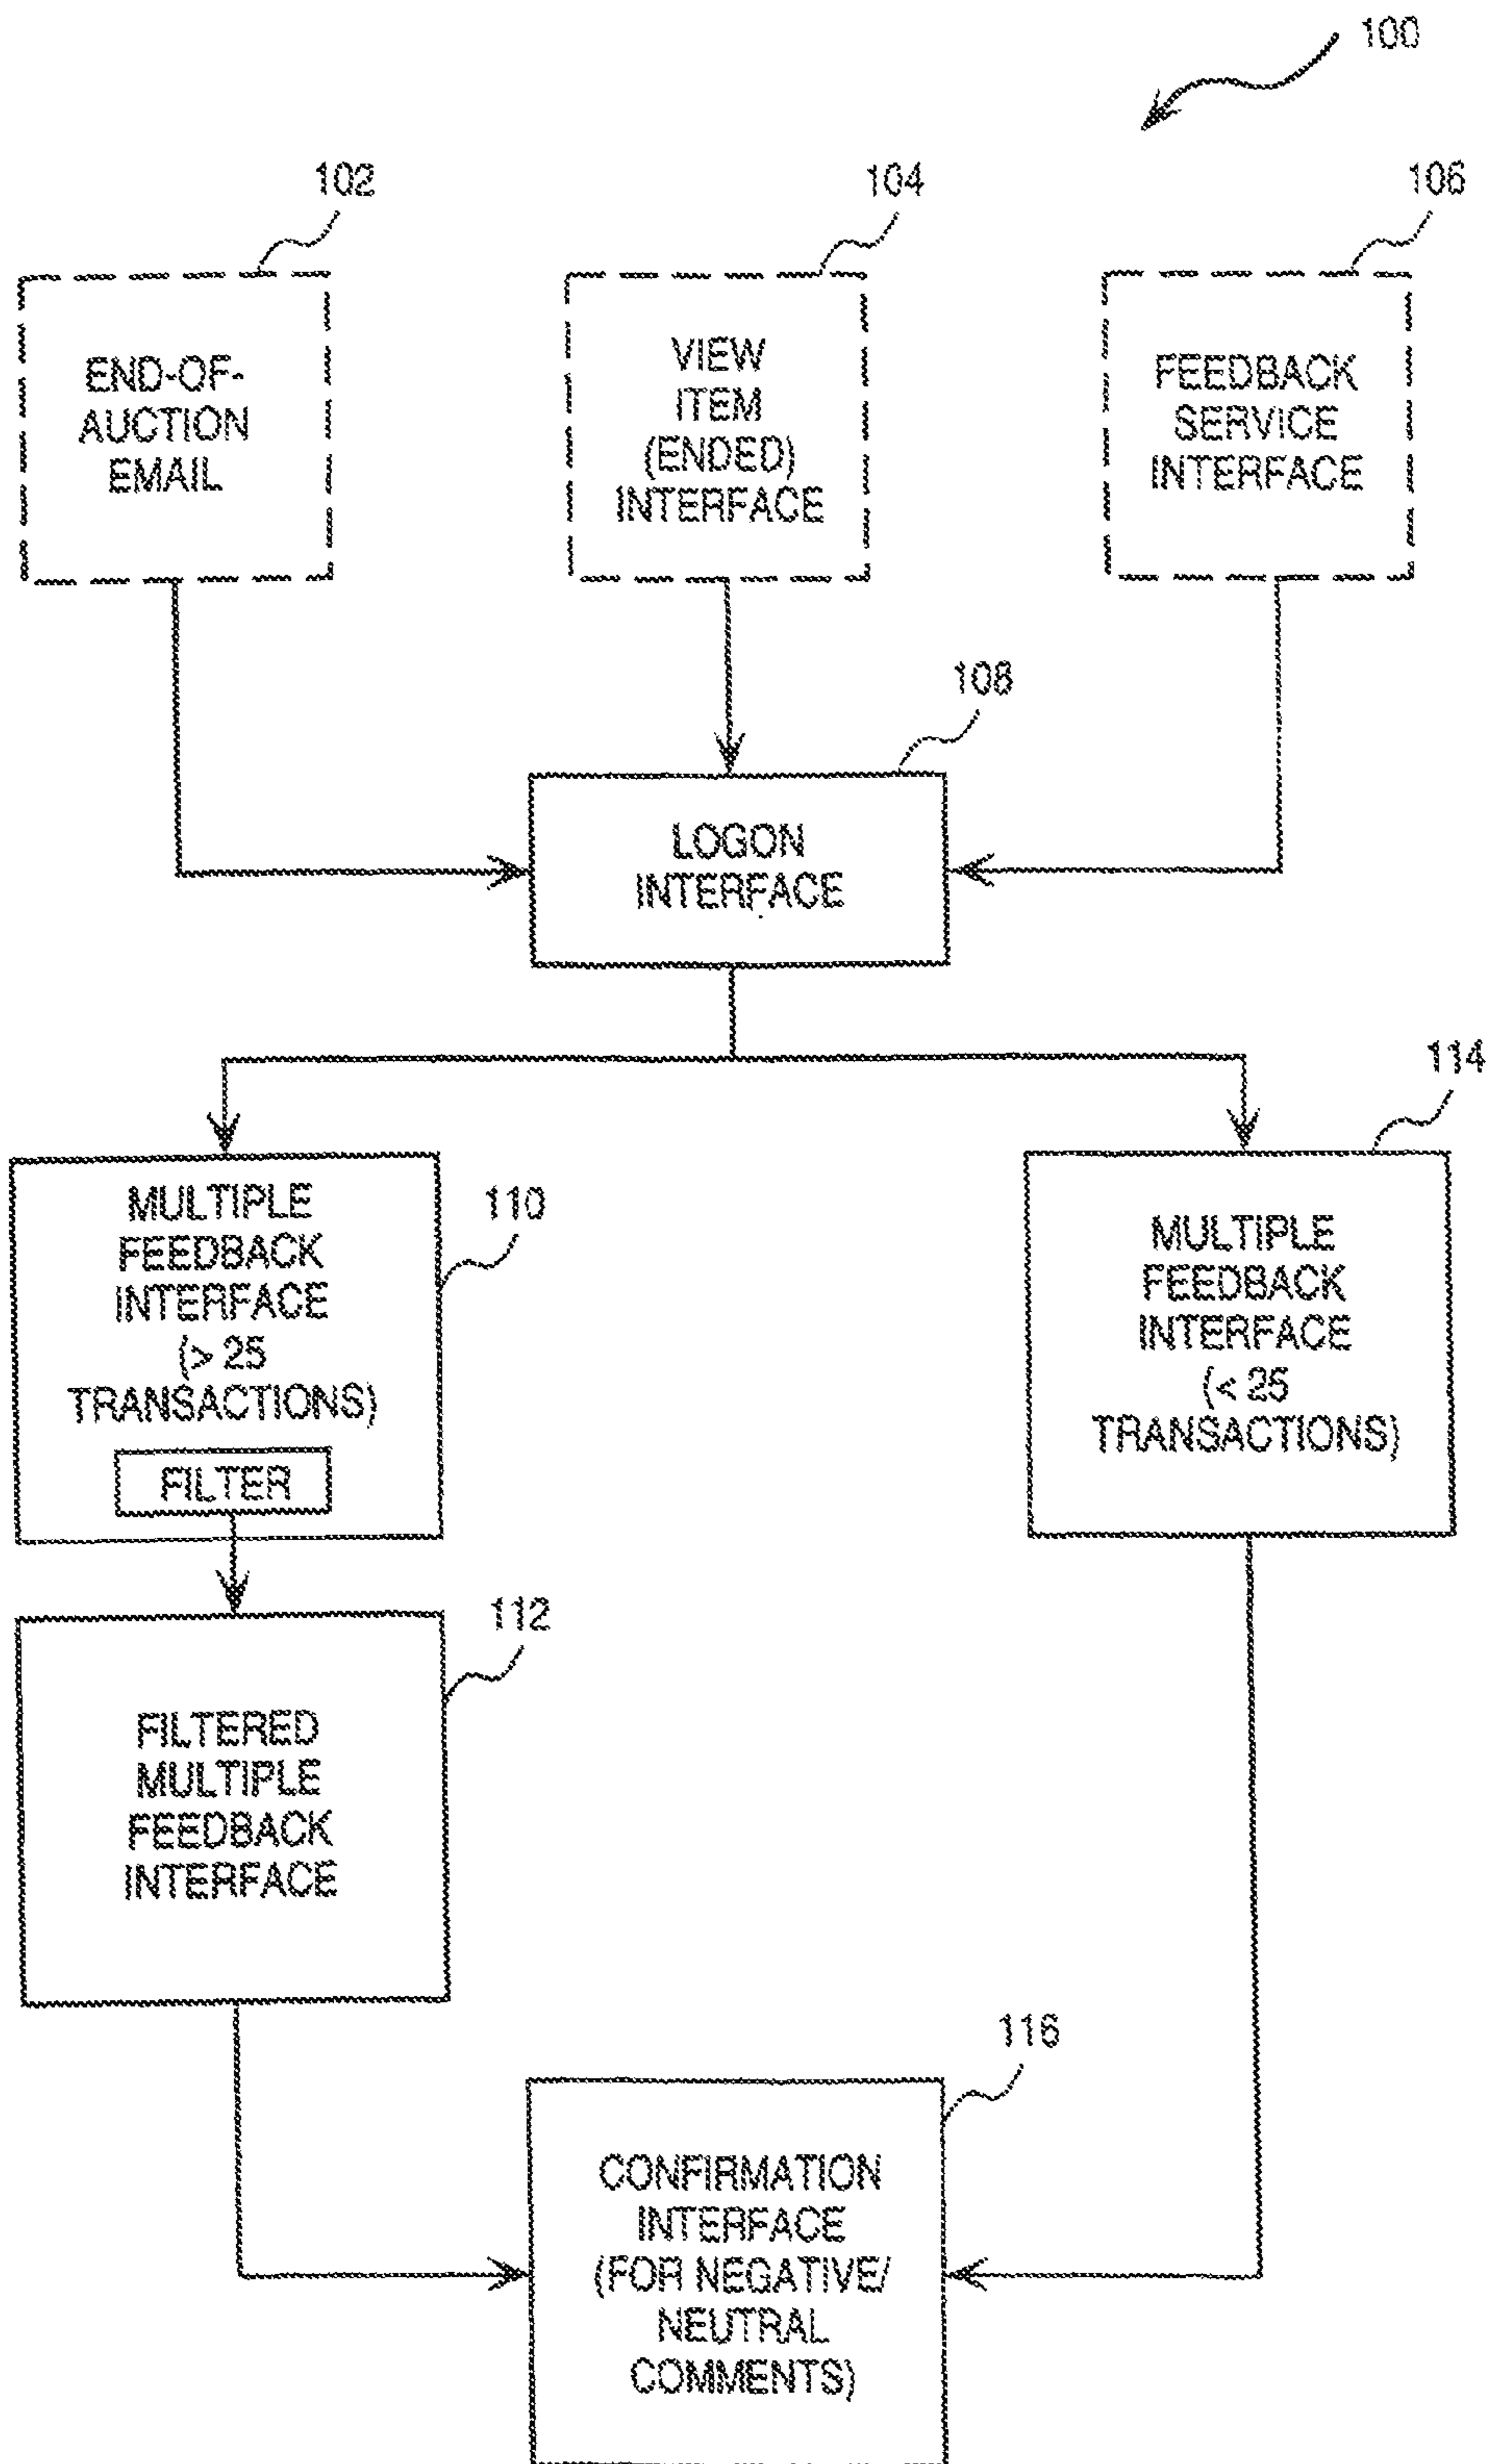 100
102
104
106
END-OF-
AUCTION
EMAIL
VIEW
ITEM
(ENDED)
INTERFACE
FEEDBACK
SERVICE
INTERFACE
108
LOGON
INTERFACE
114
110
MULTIPLE
FEEDBACK
INTERFACE
(> 25
TRANSACTIONS)
FILTER
MULTIPLE
FEEDBACK
INTERFACE
(< 25
TRANSACTIONS)
112
FILTERED
MULTIPLE
FEEDBACK
INTERFACE
116
CONFIRMATION
INTERFACE
(FOR NEGATIVE/
NEUTRAL
COMMENTS)